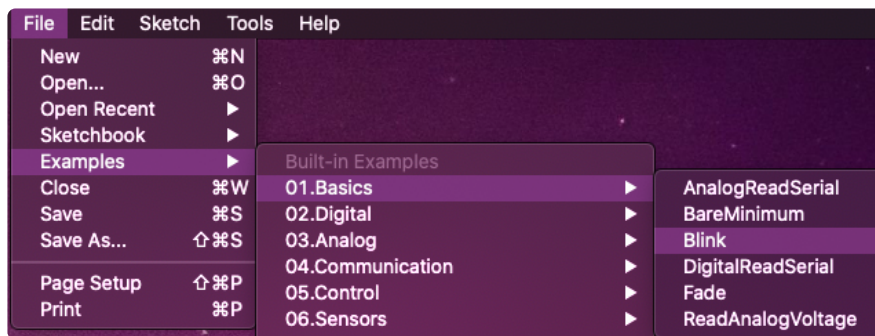 File Edit Sketch Tools Help
New ⌘N
Open... ⌘O
Open Recent ▶
Sketchbook ▶
Examples ▶
Close ⌘W
Save ⌘S
Save As... ⇧⌘S
Page Setup ⇧⌘P
Print ⌘P
Built-in Examples
01.Basics ▶
02.Digital ▶
03.Analog ▶
04.Communication ▶
05.Control ▶
06.Sensors ▶
AnalogReadSerial
BareMinimum
Blink
DigitalReadSerial
Fade
ReadAnalogVoltage